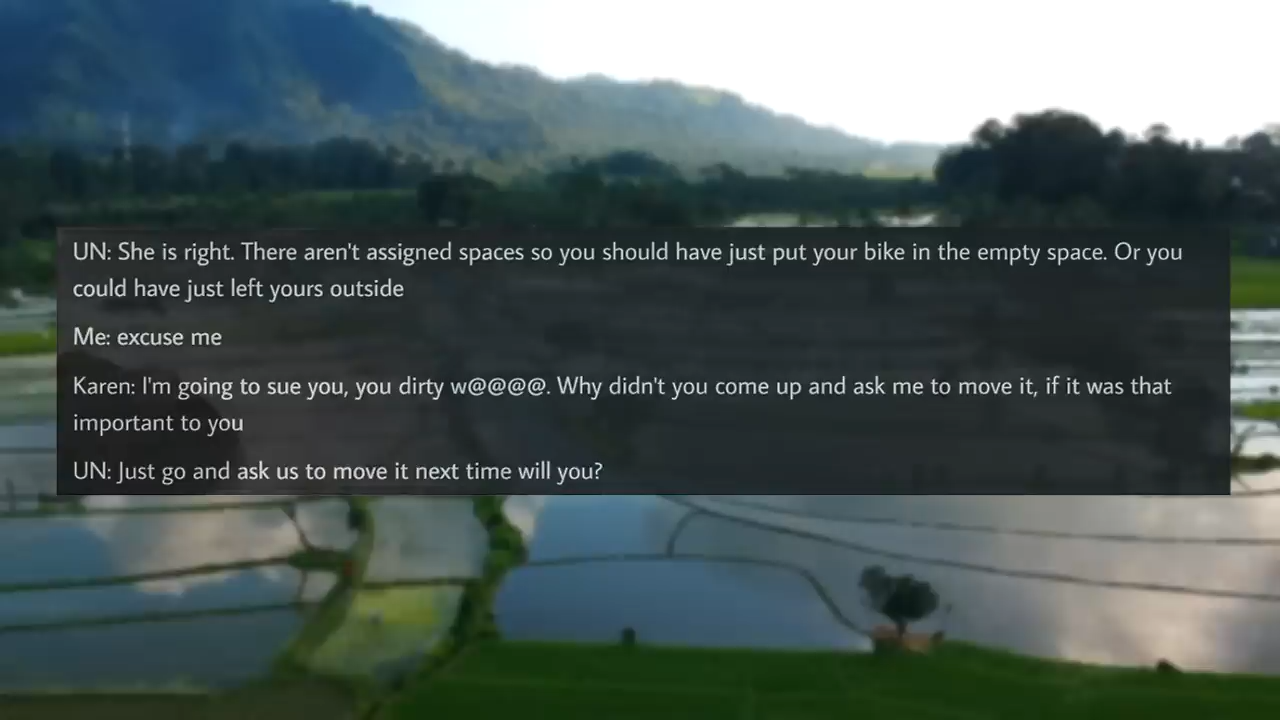 UN: She is right. There aren't assigned spaces so you should have just put your bike in the empty space. Or you
could have just left yours outside
Me: excuse me
Karen: I'm going to sue you, you dirty w@@@@. Why didn't you come up and ask me to move it, if it was that
important to you
UN: Just go and ask us to move it next time will you?